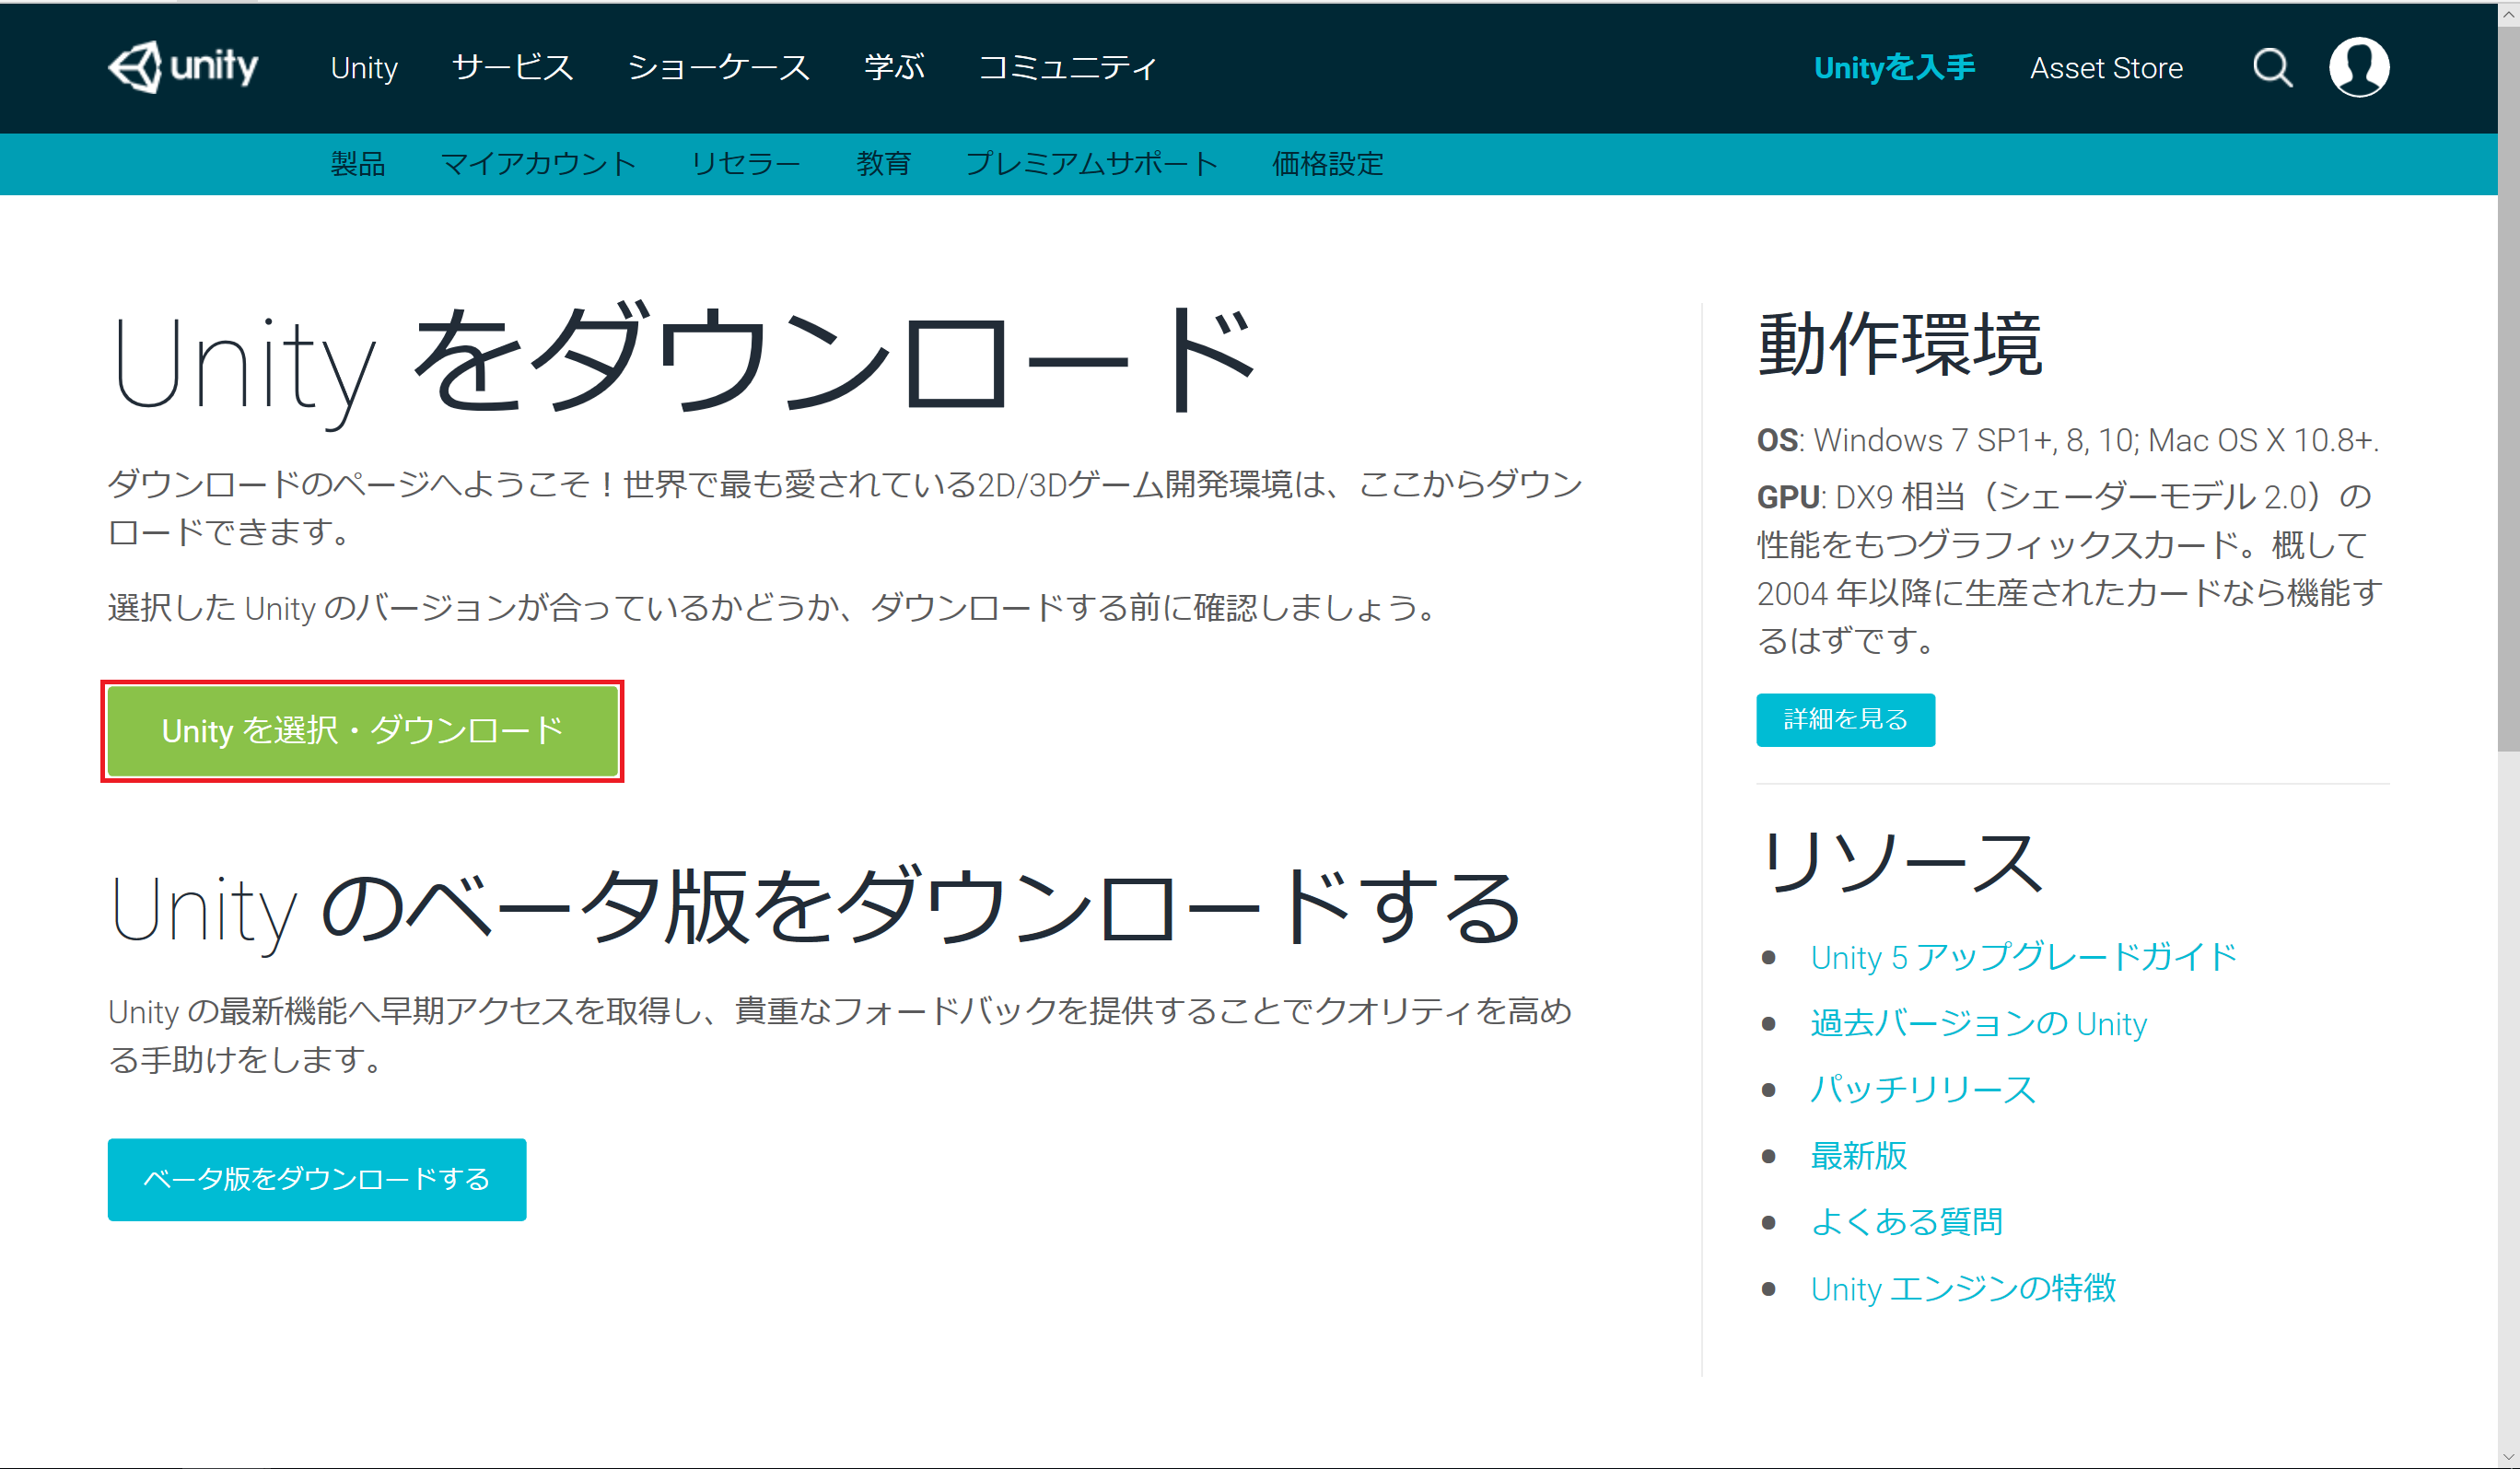 unity
Unity サービス ショーケース 学ぶ コミュニティ
Unityを入手 Asset Store
製品 マイアカウント リセラー 教育 プレミアムサポート 価格設定
Unity をダウンロード
ダウンロードのページへようこそ！世界で最も愛されている2D/3Dゲーム開発環境は、ここからダウン
ロードできます。
選択した Unity のバージョンが合っているかどうか、ダウンロードする前に確認しましょう。
Unity を選択・ダウンロード
Unity のベータ版をダウンロードする
Unity の最新機能へ早期アクセスを取得し、貴重なフォードバックを提供することでクオリティを高め
る手助けをします。
ベータ版をダウンロードする
動作環境
OS: Windows 7 SP1+, 8, 10; Mac OS X 10.8+.
GPU: DX9 相当（シェーダーモデル 2.0）の
性能をもつグラフィックスカード。概して
2004 年以降に生産されたカードなら機能す
るはずです。
詳細を見る
リソース
Unity 5 アップグレードガイド
過去バージョンの Unity
パッチリリース
最新版
よくある質問
Unity エンジンの特徴